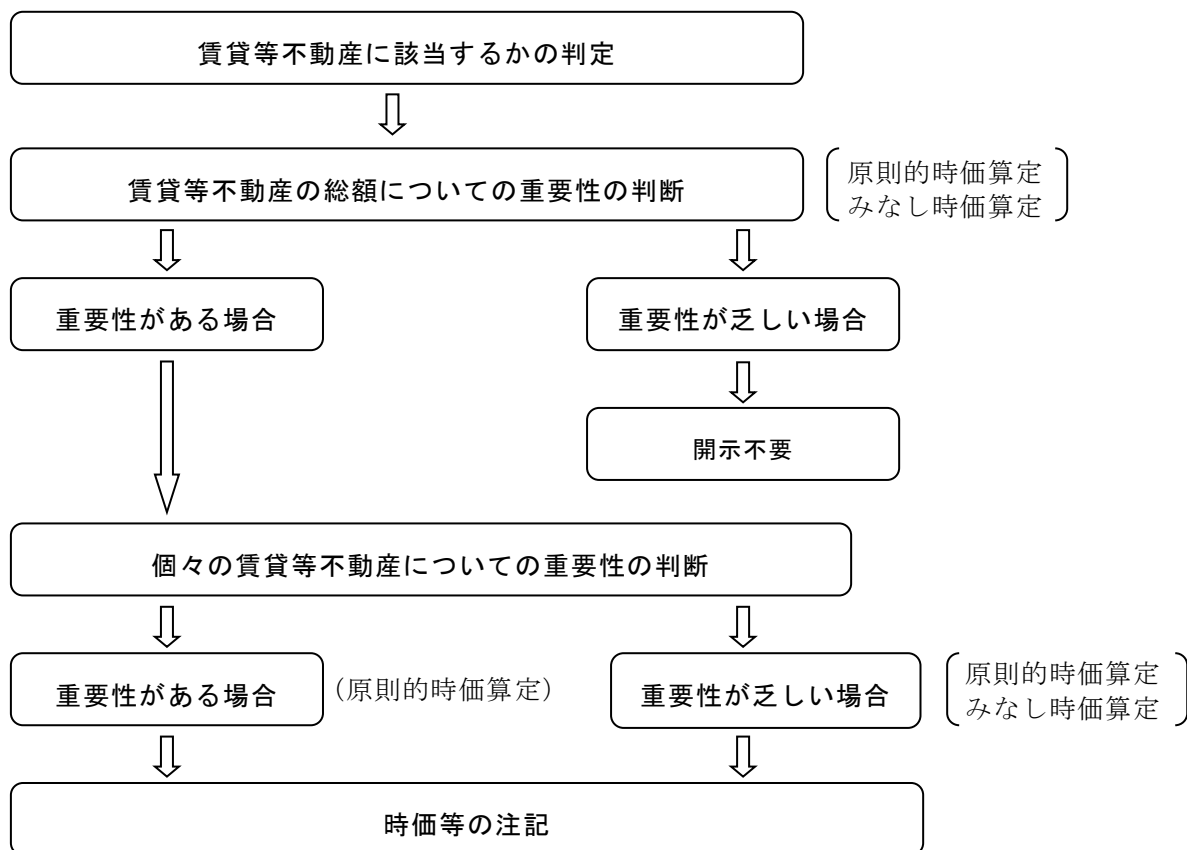 賃貸等不動産に該当するかの判定
賃貸等不動産の総額についての重要性の判断
原則的時価算定
みなし時価算定
重要性がある場合
重要性が乏しい場合
開示不要
個々の賃貸等不動産についての重要性の判断
重要性がある場合
(原則的時価算定)
重要性が乏しい場合
原則的時価算定
みなし時価算定
時価等の注記